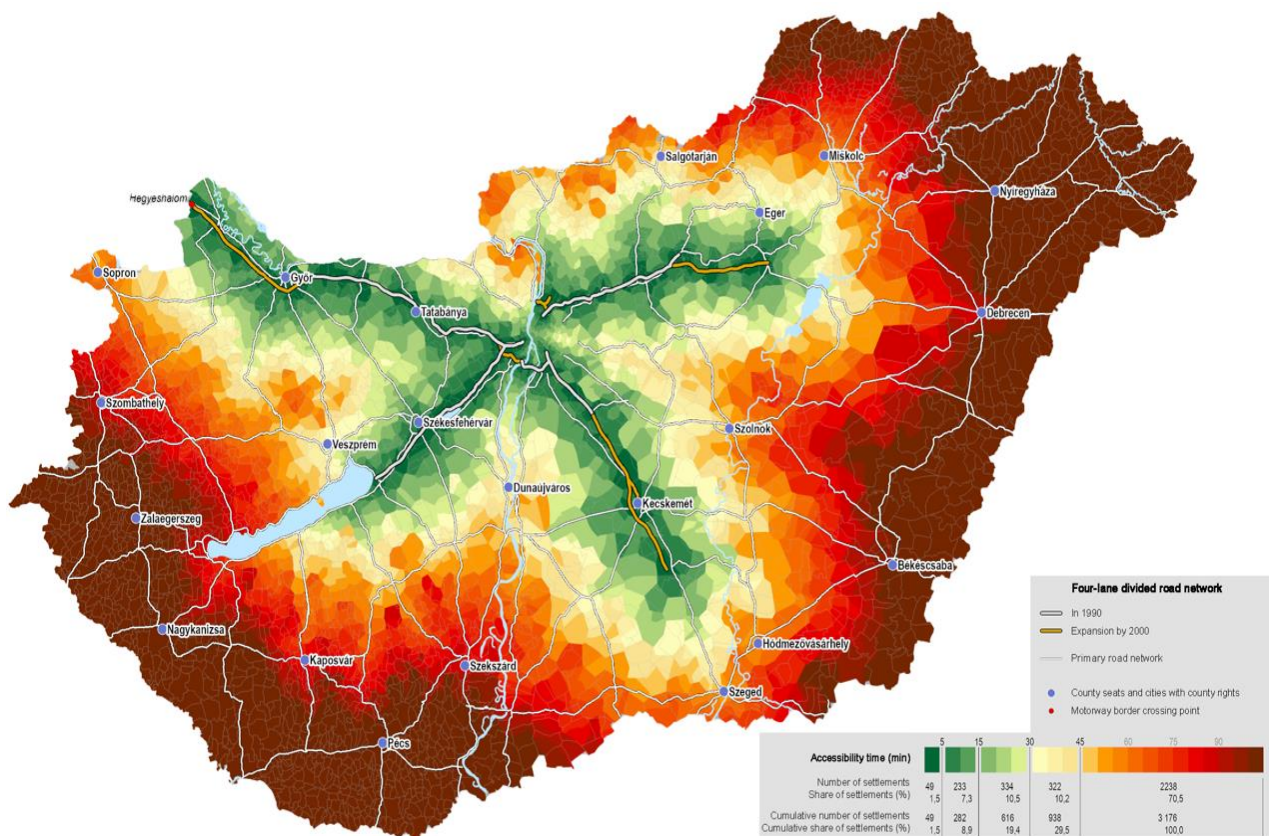 Salgótarján
Miskolc
Hegyeshalom
Nyíregyháza
Eger
Sopron
Győr
Tatabánya
Debrecen
Szombathely
Székesfehérvár
Szolnok
Veszprém
Dunaújváros
Kecskemét
Zalaegerszeg
Békéscsaba
Nagykanizsa
Hódmezővásárhely
Kaposvár
Szekszárd
Szeged
Pécs
Four-lane divided road network
In 1990
Expansion by 2000
Primary road network
County seats and cities with county rights
Motorway border crossing point
5 15 30 45 60 75 90
Accessibility time (min)
Number of settlements 49 233 334 322 2238
Share of settlements (%) 1,5 7,3 10,5 10,2 70,5
Cumulative number of settlements 49 282 616 938 3 176
Cumulative share of settlements (%) 1,5 8,9 19,4 29,5 100,0